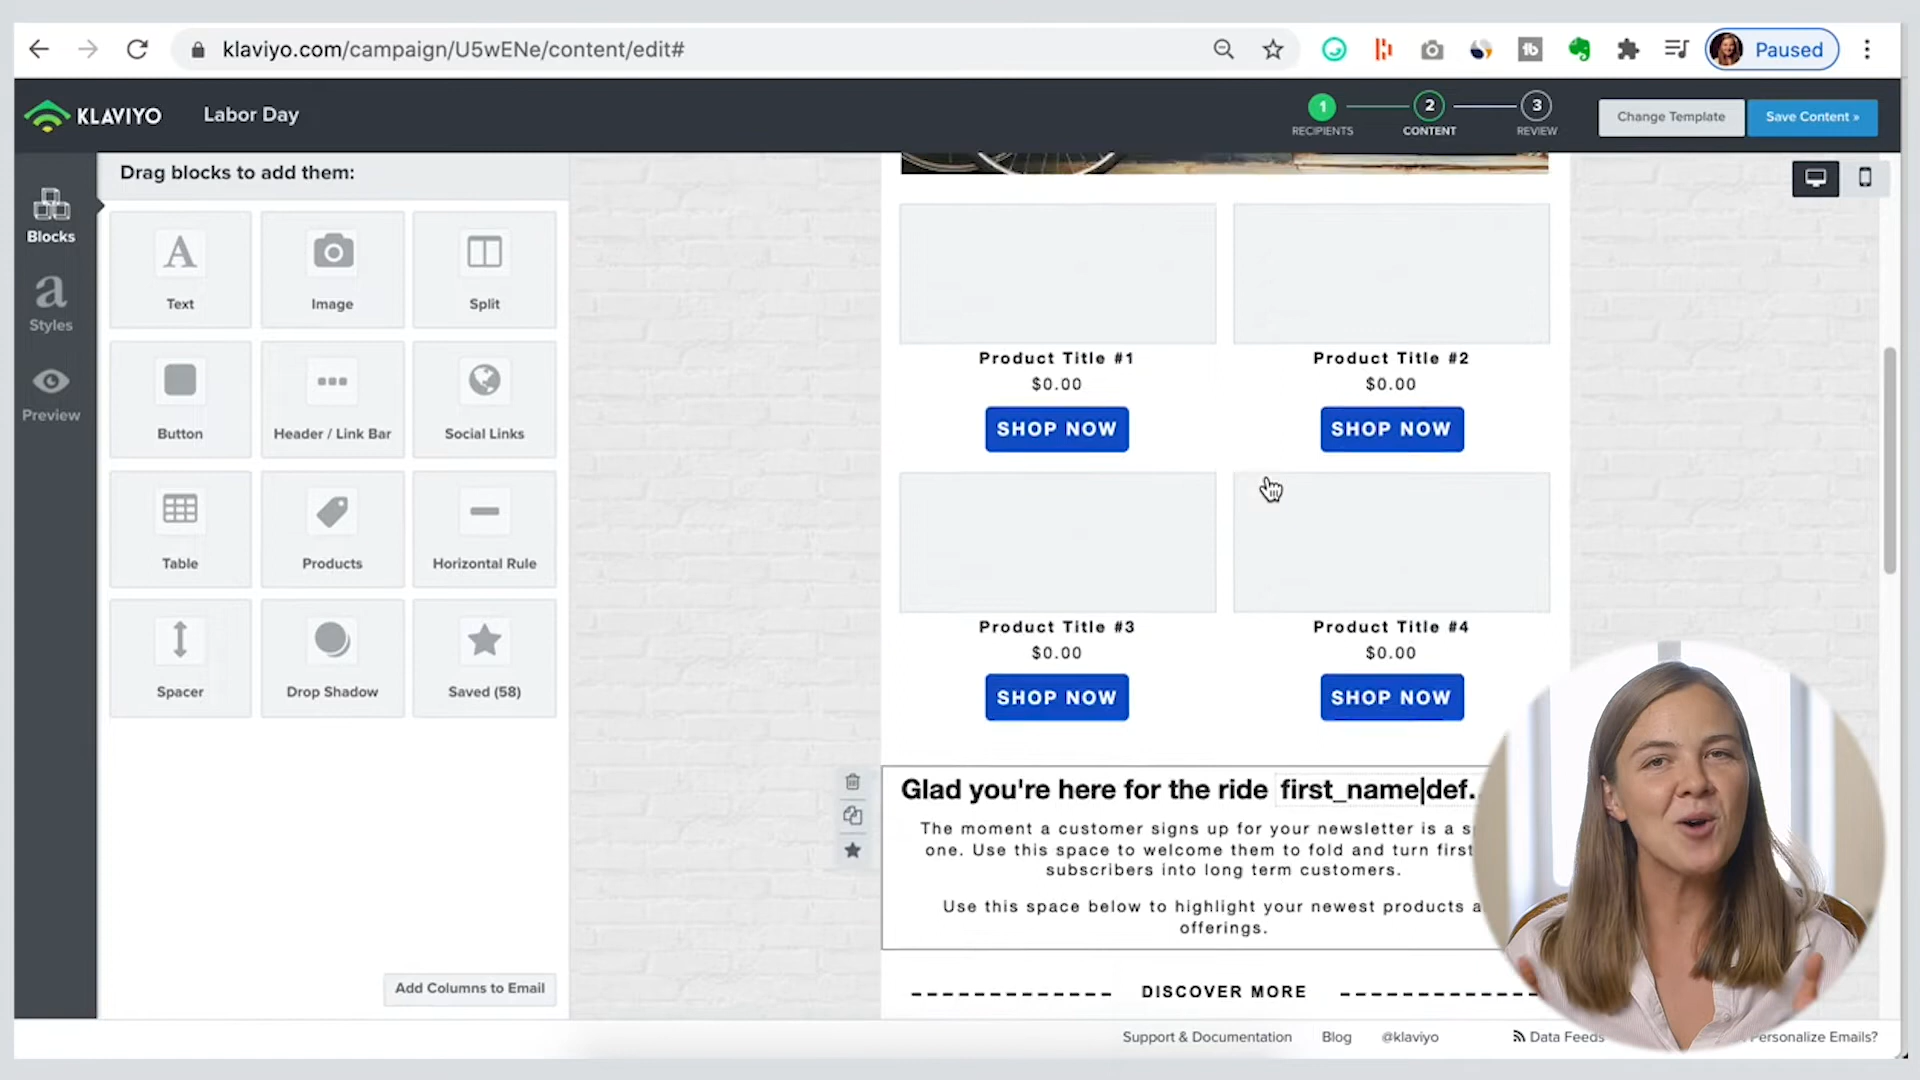 klaviyo.com/campaign/U5wENe/content/edit#
Paused
KLAVIYO
Labor Day
1
RECIPIENTS
2
CONTENT
3
REVIEW
Change Template
Save Content »
Drag blocks to add them:
Blocks
Styles
Preview
Text
Image
Split
Button
Header / Link Bar
Social Links
Table
Products
Horizontal Rule
Spacer
Drop Shadow
Saved (58)
Add Columns to Email
Product Title #1
$0.00
SHOP NOW
Product Title #2
$0.00
SHOP NOW
Product Title #3
$0.00
SHOP NOW
Product Title #4
$0.00
SHOP NOW
Glad you're here for the ride first_name|def..
The moment a customer signs up for your newsletter is a s
one. Use this space to welcome them to fold and turn first
subscribers into long term customers.
Use this space below to highlight your newest products a
offerings.
DISCOVER MORE
Support & Documentation
Blog
@klaviyo
Data Feeds
Personalize Emails?